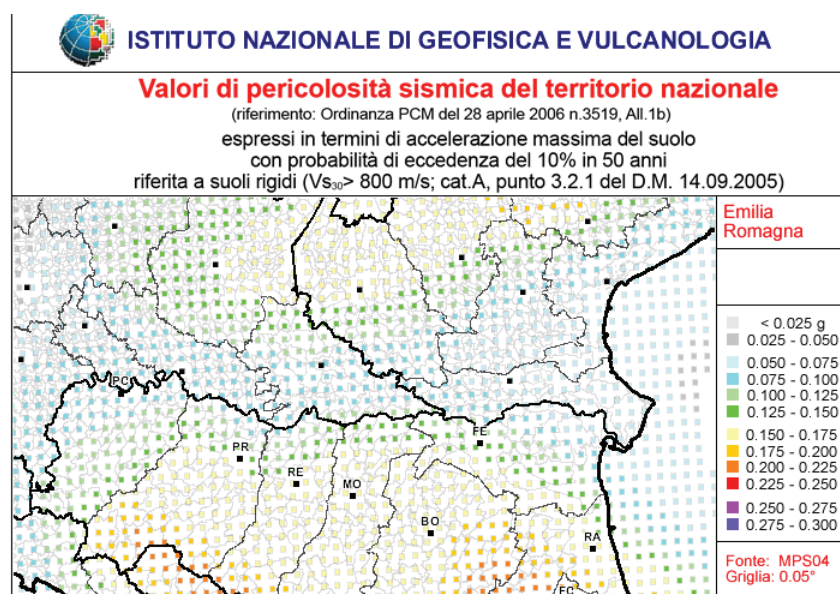 ISTITUTO NAZIONALE DI GEOFISICA E VULCANOLOGIA
Valori di pericolosità sismica del territorio nazionale
(riferimento: Ordinanza PCM del 28 aprile 2006 n.3519, All.1b)
espressi in termini di accelerazione massima del suolo
con probabilità di eccedenza del 10% in 50 anni
riferita a suoli rigidi (Vs30> 800 m/s; cat.A, punto 3.2.1 del D.M. 14.09.2005)
Emilia
Romagna
< 0.025 g
0.025 - 0.050
0.050 - 0.075
0.075 - 0.100
0.100 - 0.125
0.125 - 0.150
0.150 - 0.175
0.175 - 0.200
0.200 - 0.225
0.225 - 0.250
0.250 - 0.275
0.275 - 0.300
Fonte: MPS04
Griglia: 0.05°
PC
FE
PR
RE
MO
BO
RA
FC